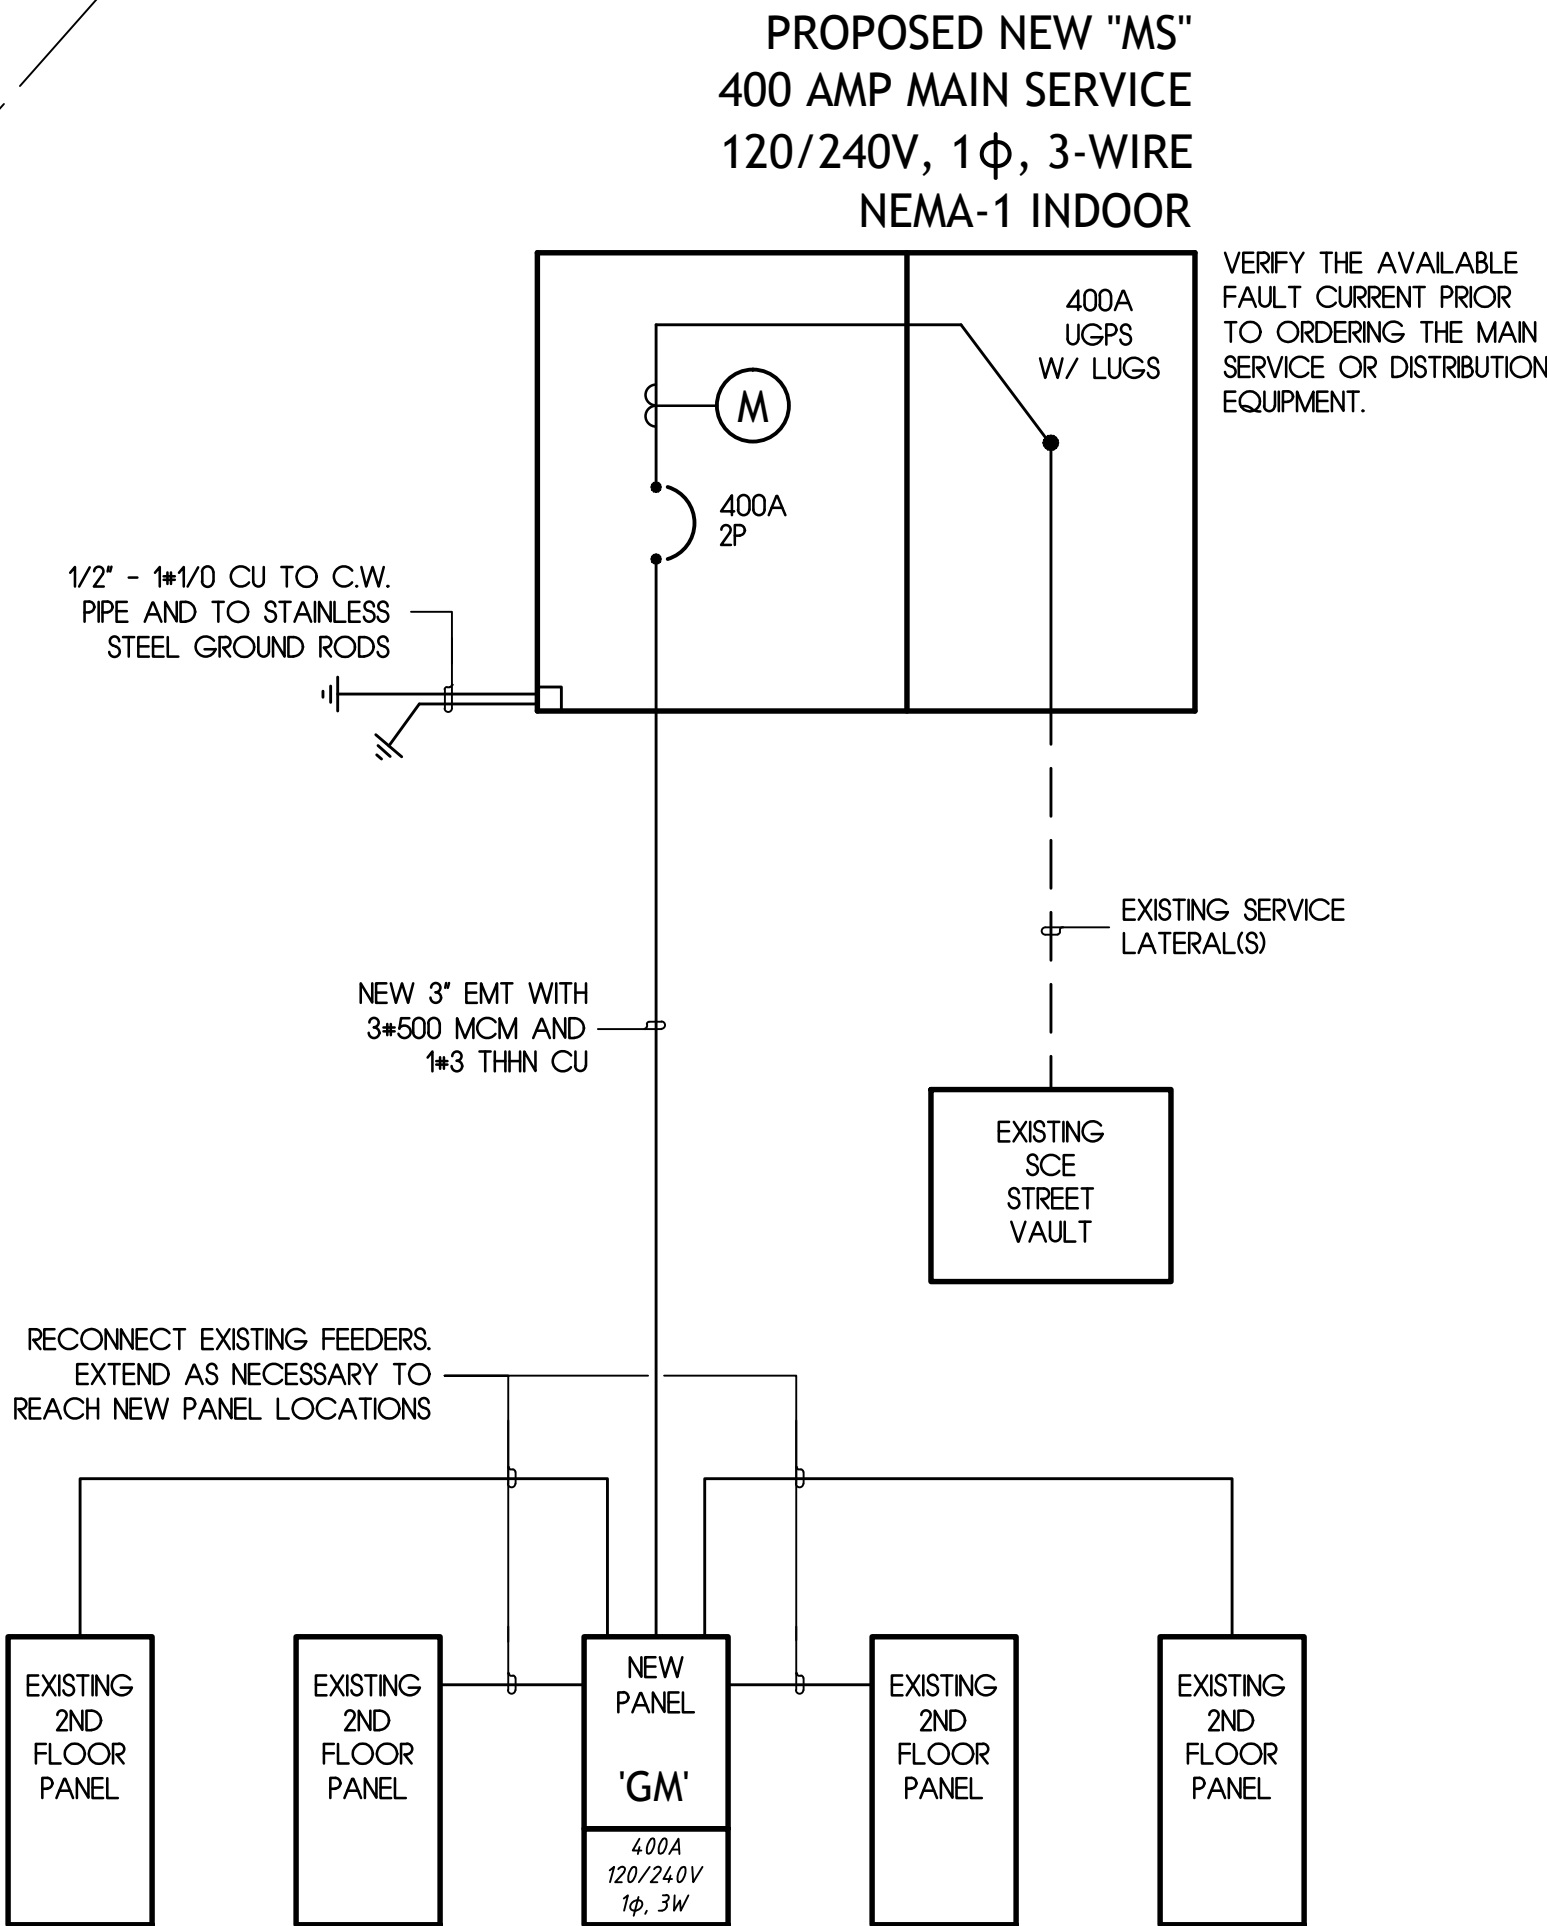 PROPOSED NEW "MS"
400 AMP MAIN SERVICE
120/240V, 1ϕ, 3-WIRE
NEMA-1 INDOOR
VERIFY THE AVAILABLE
FAULT CURRENT PRIOR
TO ORDERING THE MAIN
SERVICE OR DISTRIBUTION
EQUIPMENT.
400A
UGPS
W/ LUGS
M
400A
2P
1/2" - 1#1/0 CU TO C.W.
PIPE AND TO STAINLESS
STEEL GROUND RODS
EXISTING SERVICE
LATERAL(S)
NEW 3" EMT WITH
3#500 MCM AND
1#3 THHN CU
EXISTING
SCE
STREET
VAULT
RECONNECT EXISTING FEEDERS.
EXTEND AS NECESSARY TO
REACH NEW PANEL LOCATIONS
EXISTING
2ND
FLOOR
PANEL
EXISTING
2ND
FLOOR
PANEL
NEW
PANEL
'GM'
400A
120/240V
1ϕ, 3W
EXISTING
2ND
FLOOR
PANEL
EXISTING
2ND
FLOOR
PANEL